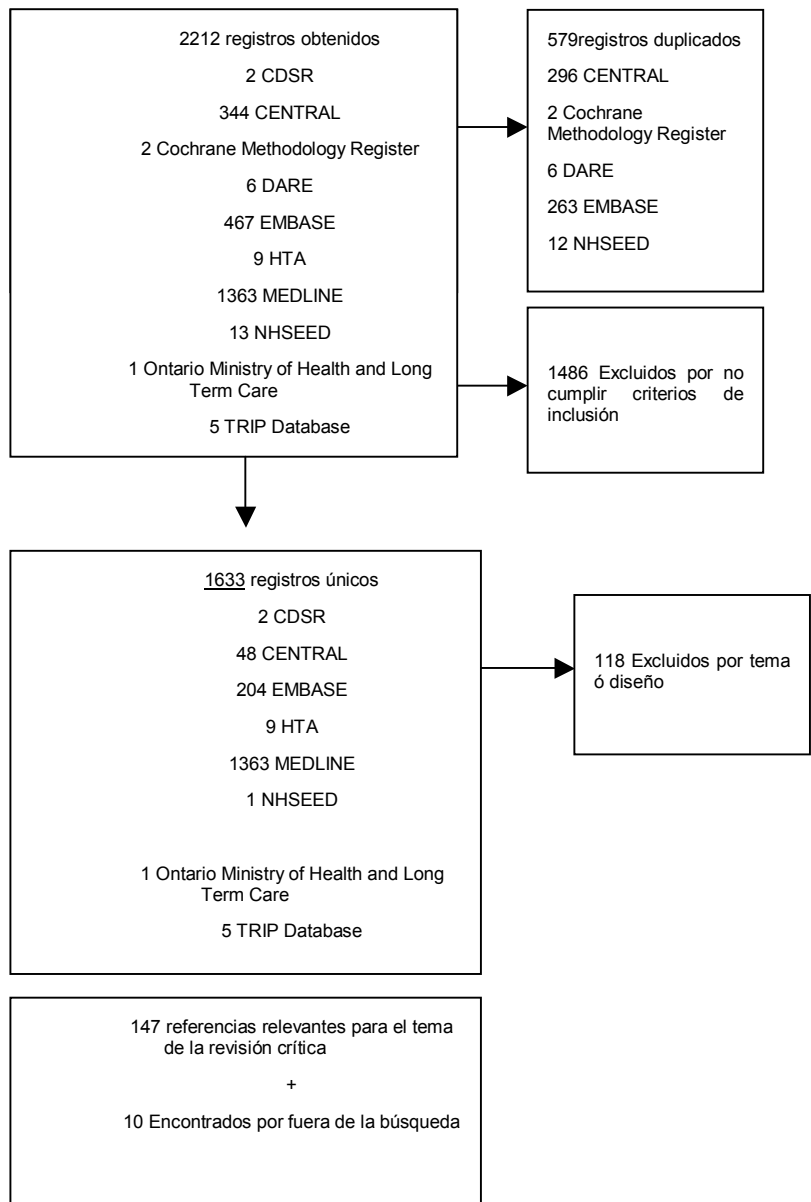 2212 registros obtenidos
2 CDSR
344 CENTRAL
2 Cochrane Methodology Register
6 DARE
467 EMBASE
9 HTA
1363 MEDLINE
13 NHSEED
1 Ontario Ministry of Health and Long
Term Care
5 TRIP Database
579registros duplicados
296 CENTRAL
2 Cochrane
Methodology Register
6 DARE
263 EMBASE
12 NHSEED
1486 Excluidos por no
cumplir criterios de
inclusión
1633 registros únicos
2 CDSR
48 CENTRAL
204 EMBASE
9 HTA
1363 MEDLINE
1 NHSEED
1 Ontario Ministry of Health and Long
Term Care
5 TRIP Database
118 Excluidos por tema
ó diseño
147 referencias relevantes para el tema
de la revisión crítica
+
10 Encontrados por fuera de la búsqueda